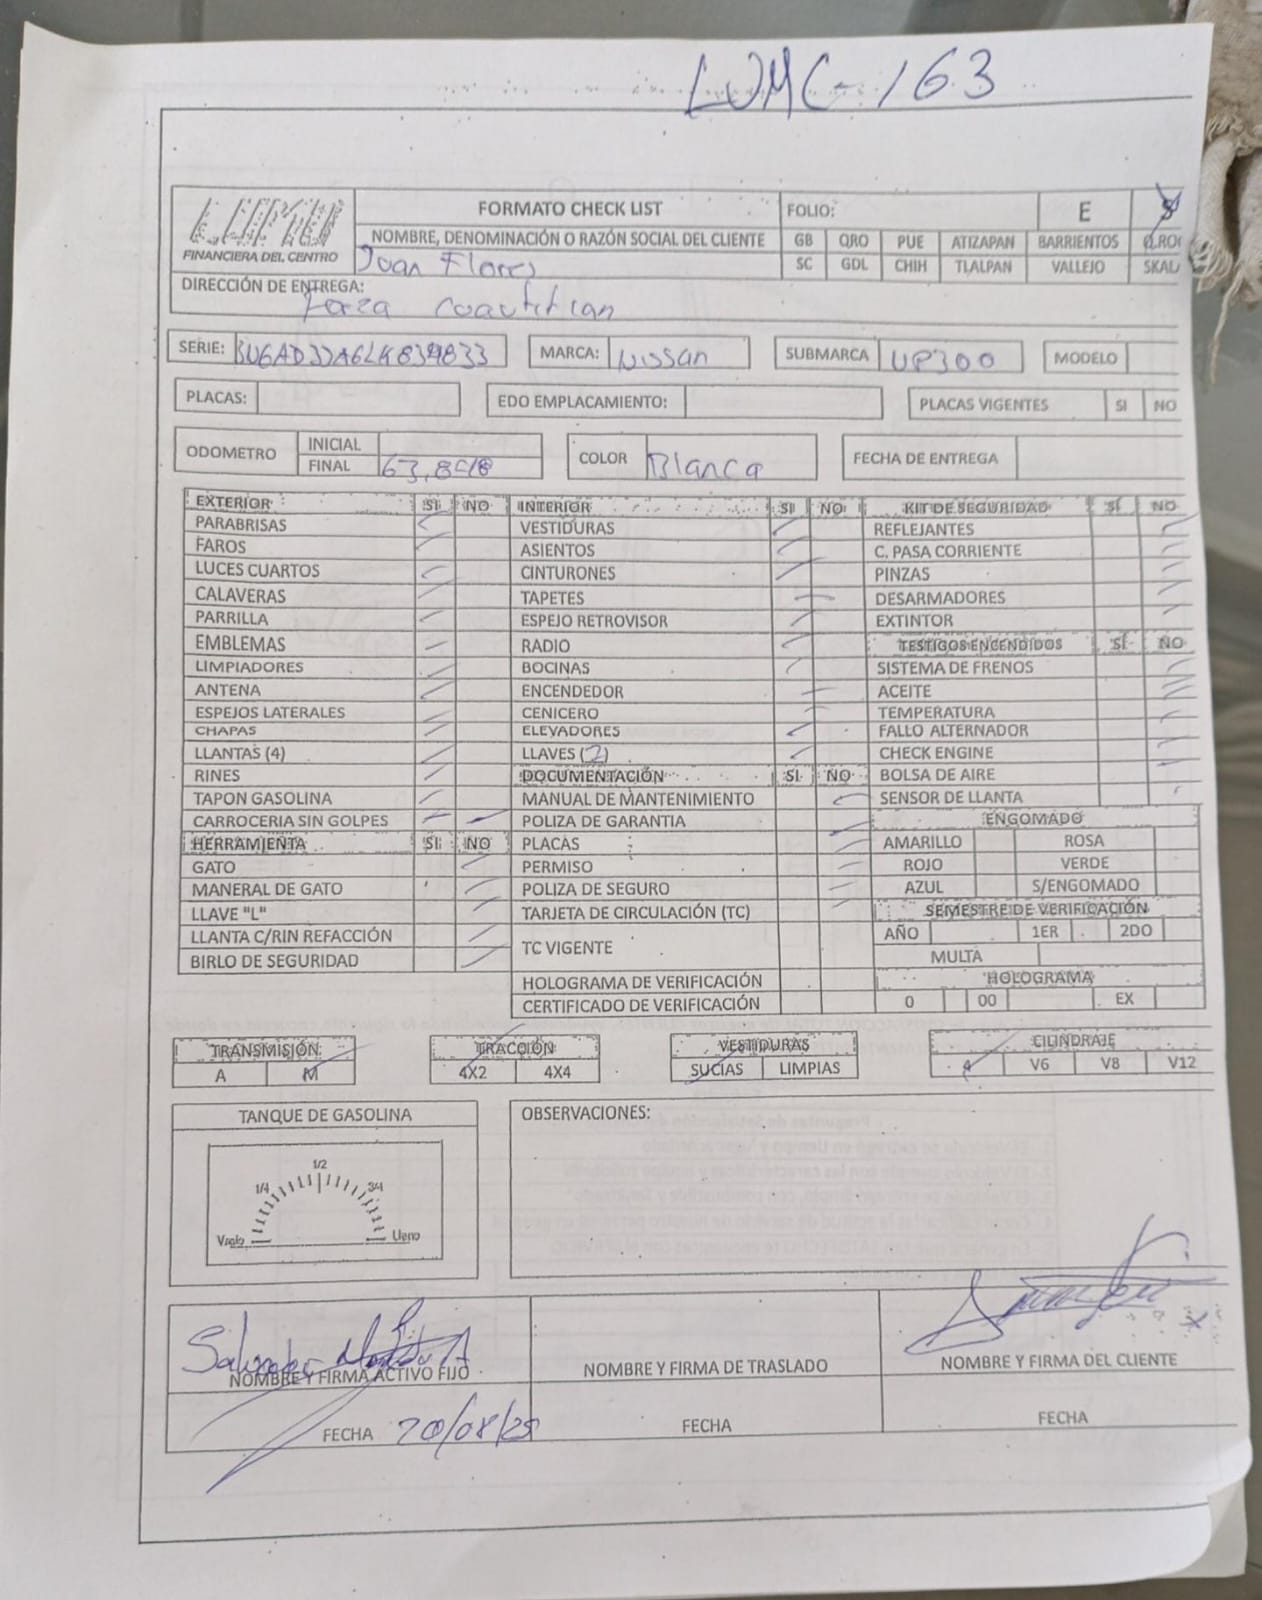 LUMC-163
LUMO
FINANCIERA DEL CENTRO
FORMATO CHECK LIST
FOLIO:
E
S
NOMBRE, DENOMINACIÓN O RAZÓN SOCIAL DEL CLIENTE
GB QRO PUE ATIZAPAN BARRIENTOS
Juan Flores
SC GDL CHIH TLALPAN VALLEJO
DIRECCIÓN DE ENTREGA:
Forza Coautitlan
SERIE: MARCA: Nissan SUBMARCA UP300 MODELO
PLACAS: EDO EMPLACAMIENTO: PLACAS VIGENTES SI NO
ODOMETRO INICIAL
FINAL COLOR Blanca FECHA DE ENTREGA
EXTERIOR SI NO INTERIOR SI NO KIT DE SEGURIDAD SÍ NO
PARABRISAS VESTIDURAS REFLEJANTES
FAROS ASIENTOS C. PASA CORRIENTE
LUCES CUARTOS CINTURONES PINZAS
CALAVERAS TAPETES DESARMADORES
PARRILLA ESPEJO RETROVISOR EXTINTOR
EMBLEMAS RADIO TESTIGOS ENCENDIDOS SÍ NO
LIMPIADORES BOCINAS SISTEMA DE FRENOS
ANTENA ENCENDEDOR ACEITE
ESPEJOS LATERALES CENICERO TEMPERATURA
CHAPAS ELEVADORES FALLO ALTERNADOR
LLANTAS (4) LLAVES (2) CHECK ENGINE
RINES DOCUMENTACIÓN SI NO BOLSA DE AIRE
TAPON GASOLINA MANUAL DE MANTENIMIENTO SENSOR DE LLANTA
CARROCERIA SIN GOLPES POLIZA DE GARANTIA ENGOMADO
HERRAMIENTA SI NO PLACAS AMARILLO ROSA
GATO PERMISO ROJO VERDE
MANERAL DE GATO POLIZA DE SEGURO AZUL S/ENGOMADO
LLAVE "L" TARJETA DE CIRCULACIÓN (TC) SEMESTRE DE VERIFICACIÓN
LLANTA C/RIN REFACCIÓN TC VIGENTE AÑO 1ER 2DO
BIRLO DE SEGURIDAD MULTA
HOLOGRAMA DE VERIFICACIÓN HOLOGRAMA
CERTIFICADO DE VERIFICACIÓN 0 00 EX
TRANSMISIÓN TRACCIÓN VESTIDURAS CILINDRAJE
A M 4X2 4X4 SUCIAS LIMPIAS 4 V6 V8 V12
TANQUE DE GASOLINA OBSERVACIONES:
1/2
1/4 3/4
Vacio Lleno
Salvador
NOMBRE Y FIRMA ACTIVO FIJO NOMBRE Y FIRMA DE TRASLADO NOMBRE Y FIRMA DEL CLIENTE
FECHA 20/08/25 FECHA FECHA